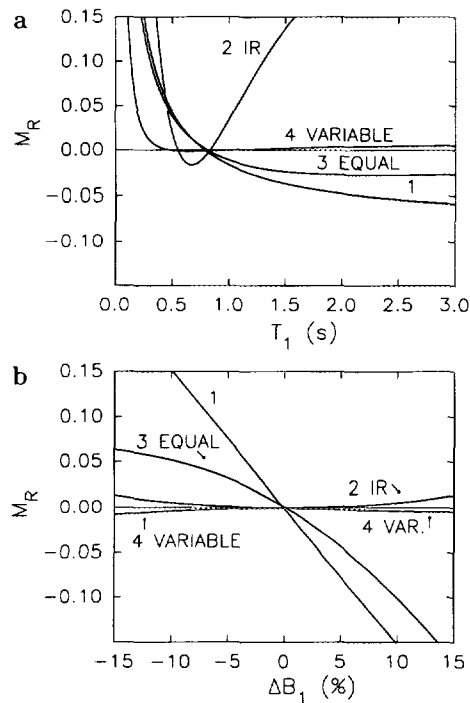 a
0.15
0.10
0.05
0.00
−0.05
−0.10
M_R
2 IR
4 VARIABLE
3 EQUAL
1
0.0 0.5 1.0 1.5 2.0 2.5 3.0
T_1 (s)
b
0.15
0.10
0.05
0.00
−0.05
−0.10
M_R
1
3 EQUAL
2 IR
4 VARIABLE
4 VAR.
−15 −10 −5 0 5 10 15
ΔB_1 (%)